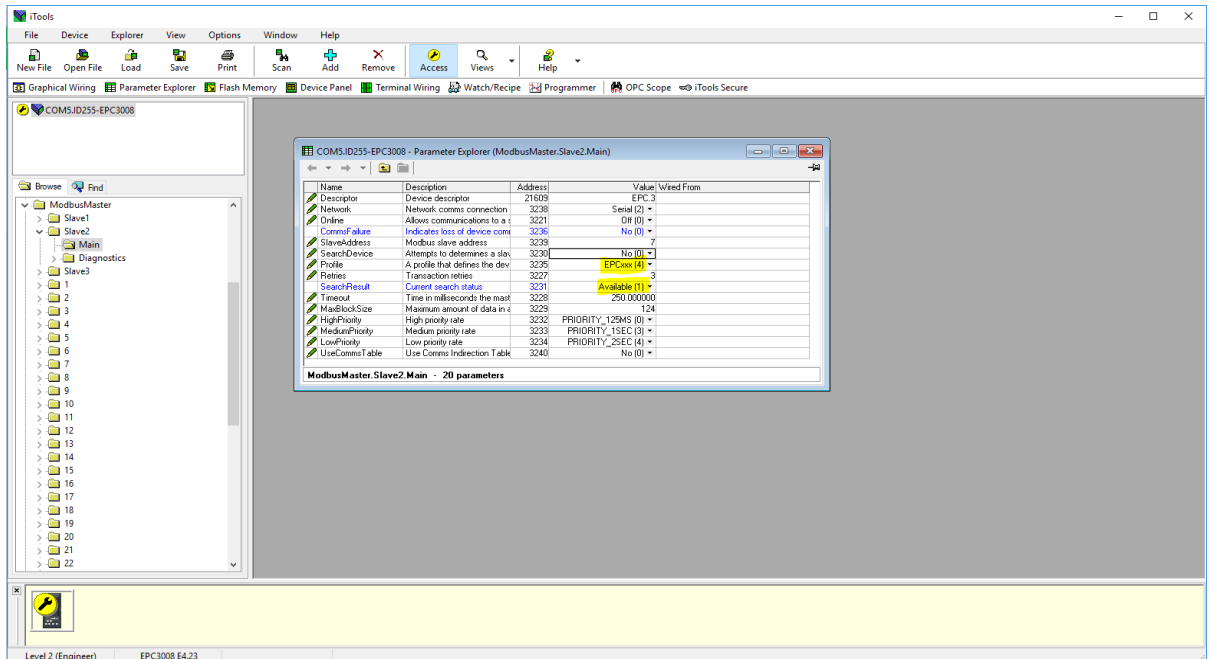 iTools
File Device Explorer View Options Window Help
New File Open File Load Save Print Scan Add Remove Access Views Help
Graphical Wiring Parameter Explorer Flash Memory Device Panel Terminal Wiring Watch/Recipe Programmer OPC Scope iTools Secure
COM5.ID255-EPC3008
COM5.ID255-EPC3008 - Parameter Explorer (ModbusMaster.Slave2.Main)
Name Description Address Value Wired From
Descriptor Device descriptor 21609 EPC.3
Network Network comms connection 3238 Serial (2)
Online Allows communications to a s 3221 Off (0)
CommsFailure Indicates loss of device com 3236 No (0)
SlaveAddress Modbus slave address 3239 7
SearchDevice Attempts to determines a slav 3230 No (0)
Profile A profile that defines the dev 3235 EPCxxx (4)
Retries Transaction retries 3227 3
SearchResult Current search status 3231 Available (1)
Timeout Time in milliseconds the mast 3228 250.000000
MaxBlockSize Maximum amount of data in a 3229 124
HighPriority High priority rate 3232 PRIORITY_125MS (0)
MediumPriority Medium priority rate 3233 PRIORITY_1SEC (3)
LowPriority Low priority rate 3234 PRIORITY_2SEC (4)
UseCommsTable Use Comms Indirection Table 3240 No (0)
ModbusMaster.Slave2.Main - 20 parameters
Browse Find
ModbusMaster
Slave1
Slave2
Main
Diagnostics
Slave3
1
2
3
4
5
6
7
8
9
10
11
12
13
14
15
16
17
18
19
20
21
22
Level 2 (Engineer) EPC3008 E4.23